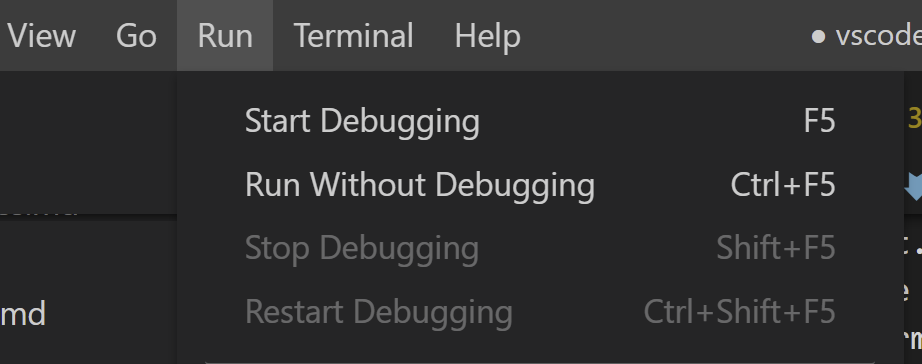 View Go Run Terminal Help ● vscode
Start Debugging F5
Run Without Debugging Ctrl+F5
Stop Debugging Shift+F5
Restart Debugging Ctrl+Shift+F5
md
3